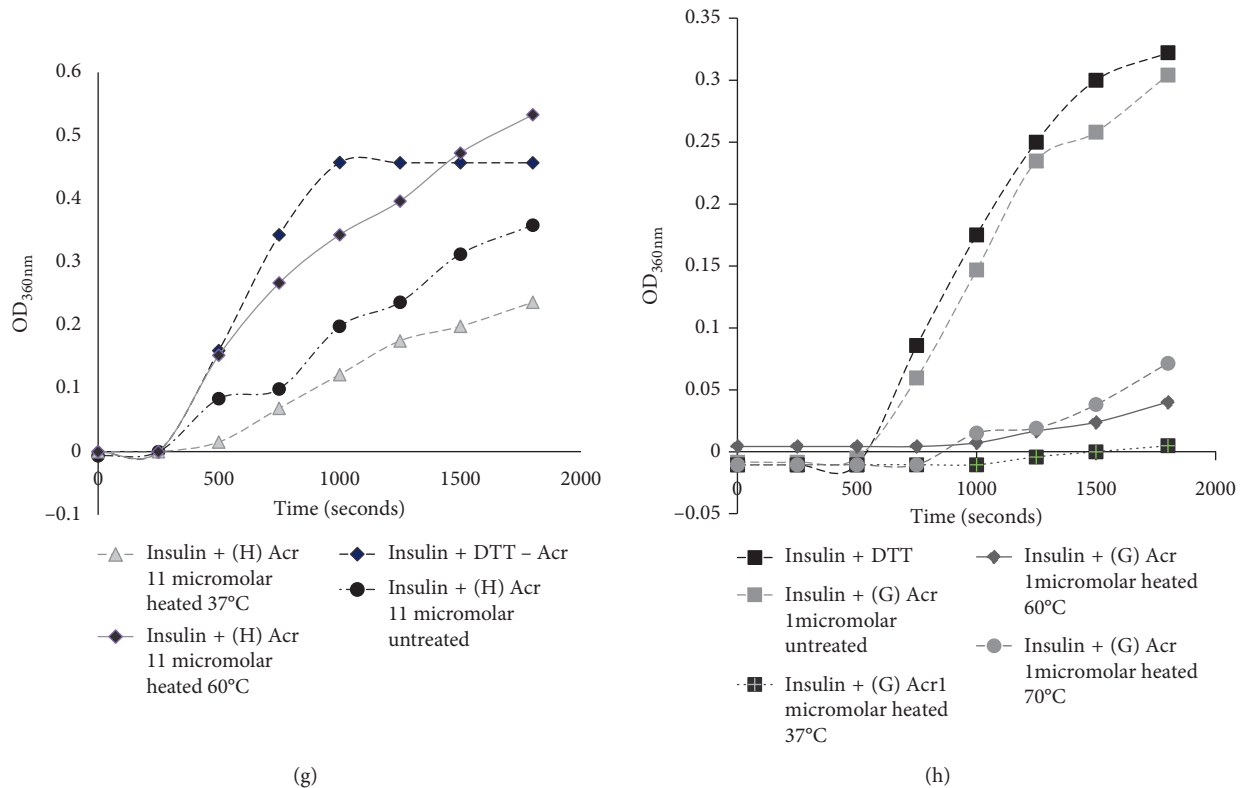 0.6
0.5
0.4
0.3
0.2
0.1
0
–0.1
OD360 nm
0
500
1000
1500
2000
Time (seconds)
Insulin + (H) Acr
11 micromolar
heated 37°C
Insulin + (H) Acr
11 micromolar
heated 60°C
Insulin + DTT – Acr
Insulin + (H) Acr
11 micromolar
untreated
(g)
0.35
0.3
0.25
0.2
0.15
0.1
0.05
0
–0.05
OD360 nm
0
500
1000
1500
2000
Time (seconds)
Insulin + DTT
Insulin + (G) Acr
1micromolar
untreated
Insulin + (G) Acr1
micromolar heated
37°C
Insulin + (G) Acr
1micromolar heated
60°C
Insulin + (G) Acr
1micromolar heated
70°C
(h)